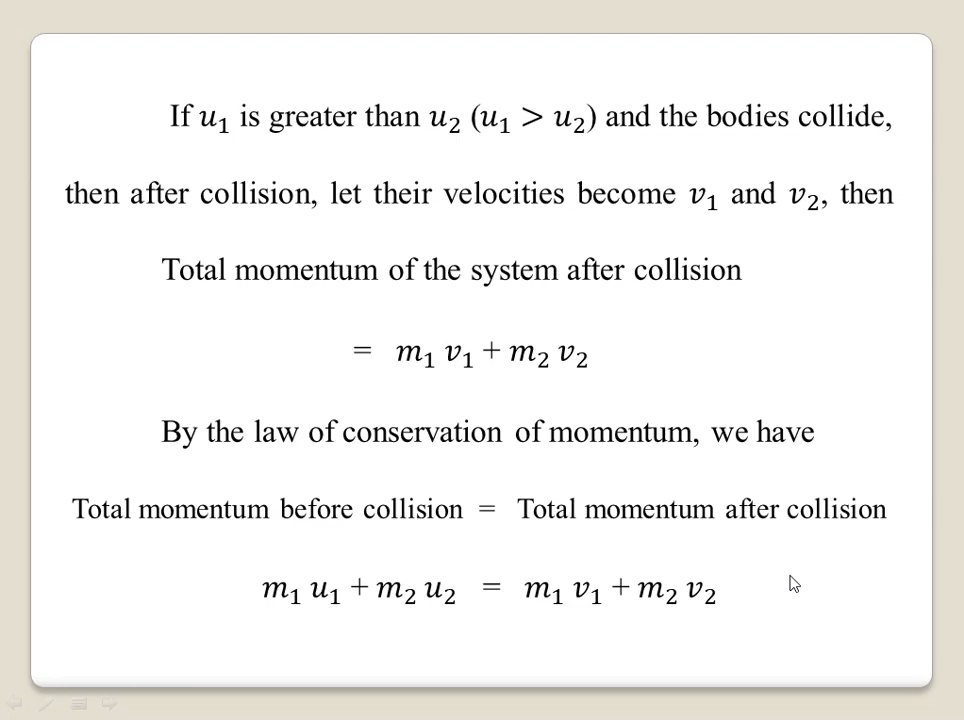 If 𝑢₁ is greater than 𝑢₂ (𝑢₁ > 𝑢₂) and the bodies collide,
then after collision, let their velocities become 𝑣₁ and 𝑣₂, then
Total momentum of the system after collision
= 𝑚₁ 𝑣₁ + 𝑚₂ 𝑣₂
By the law of conservation of momentum, we have
Total momentum before collision = Total momentum after collision
𝑚₁ 𝑢₁ + 𝑚₂ 𝑢₂ = 𝑚₁ 𝑣₁ + 𝑚₂ 𝑣₂